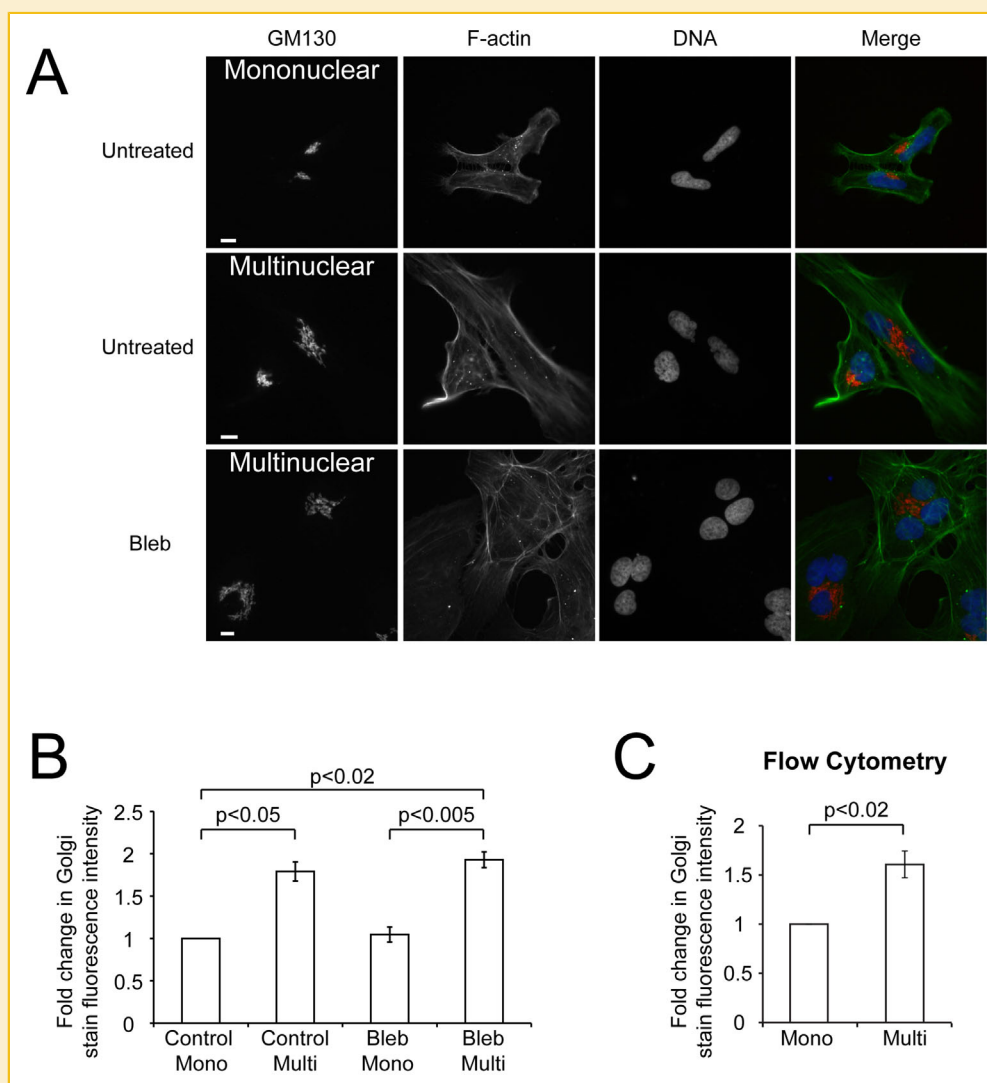 A
GM130 F-actin DNA Merge
Mononuclear
Untreated
Multinuclear
Untreated
Multinuclear
Bleb
B
p<0.02
p<0.05 p<0.005
Fold change in Golgi
stain fluorescence intensity
2.5
2
1.5
1
0.5
0
Control Control Bleb Bleb
Mono Multi Mono Multi
C
Flow Cytometry
p<0.02
Fold change in Golgi
stain fluorescence intensity
2
1.5
1
0.5
0
Mono Multi